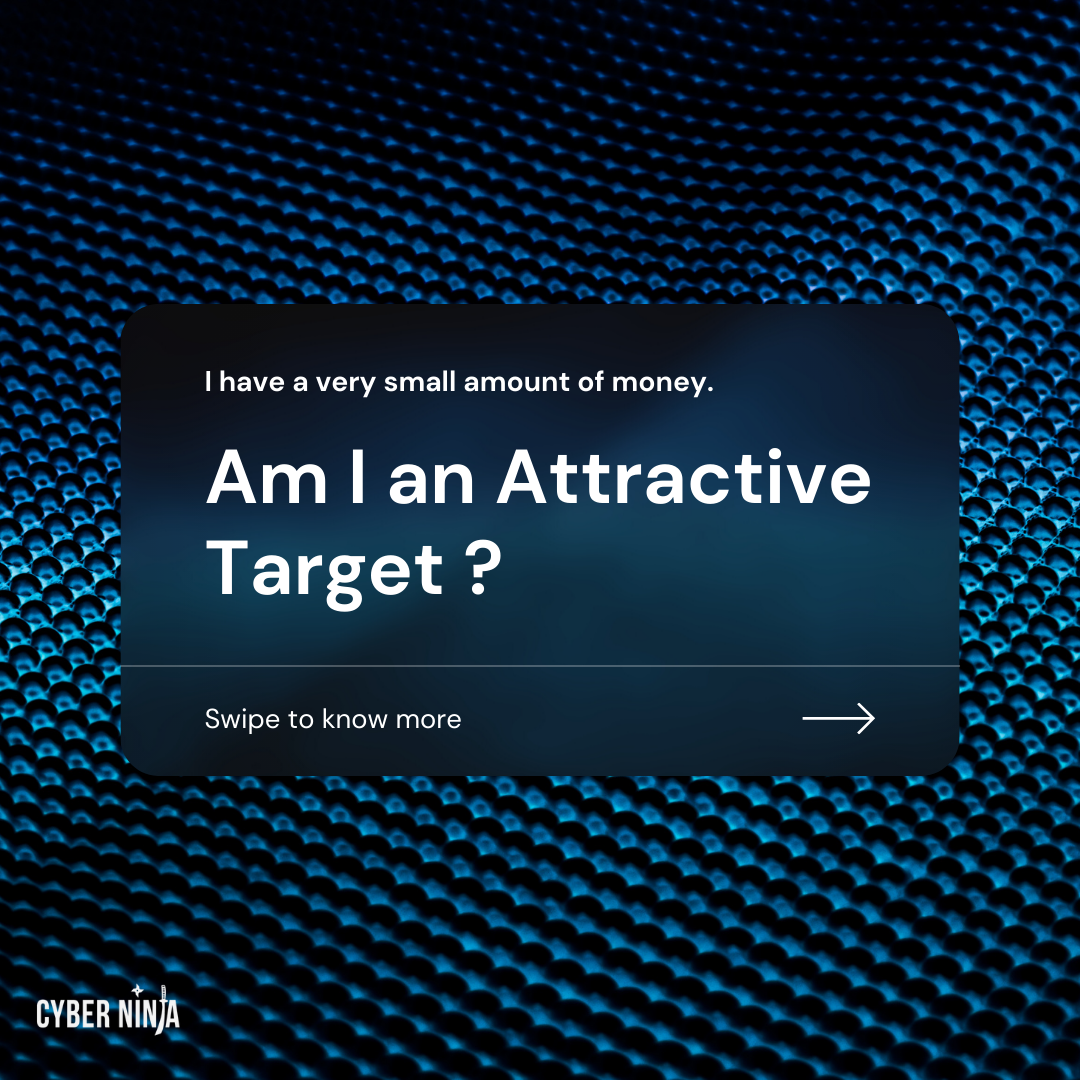 I have a very small amount of money.
Am I an Attractive
Target ?
Swipe to know more
CYBER NINJA